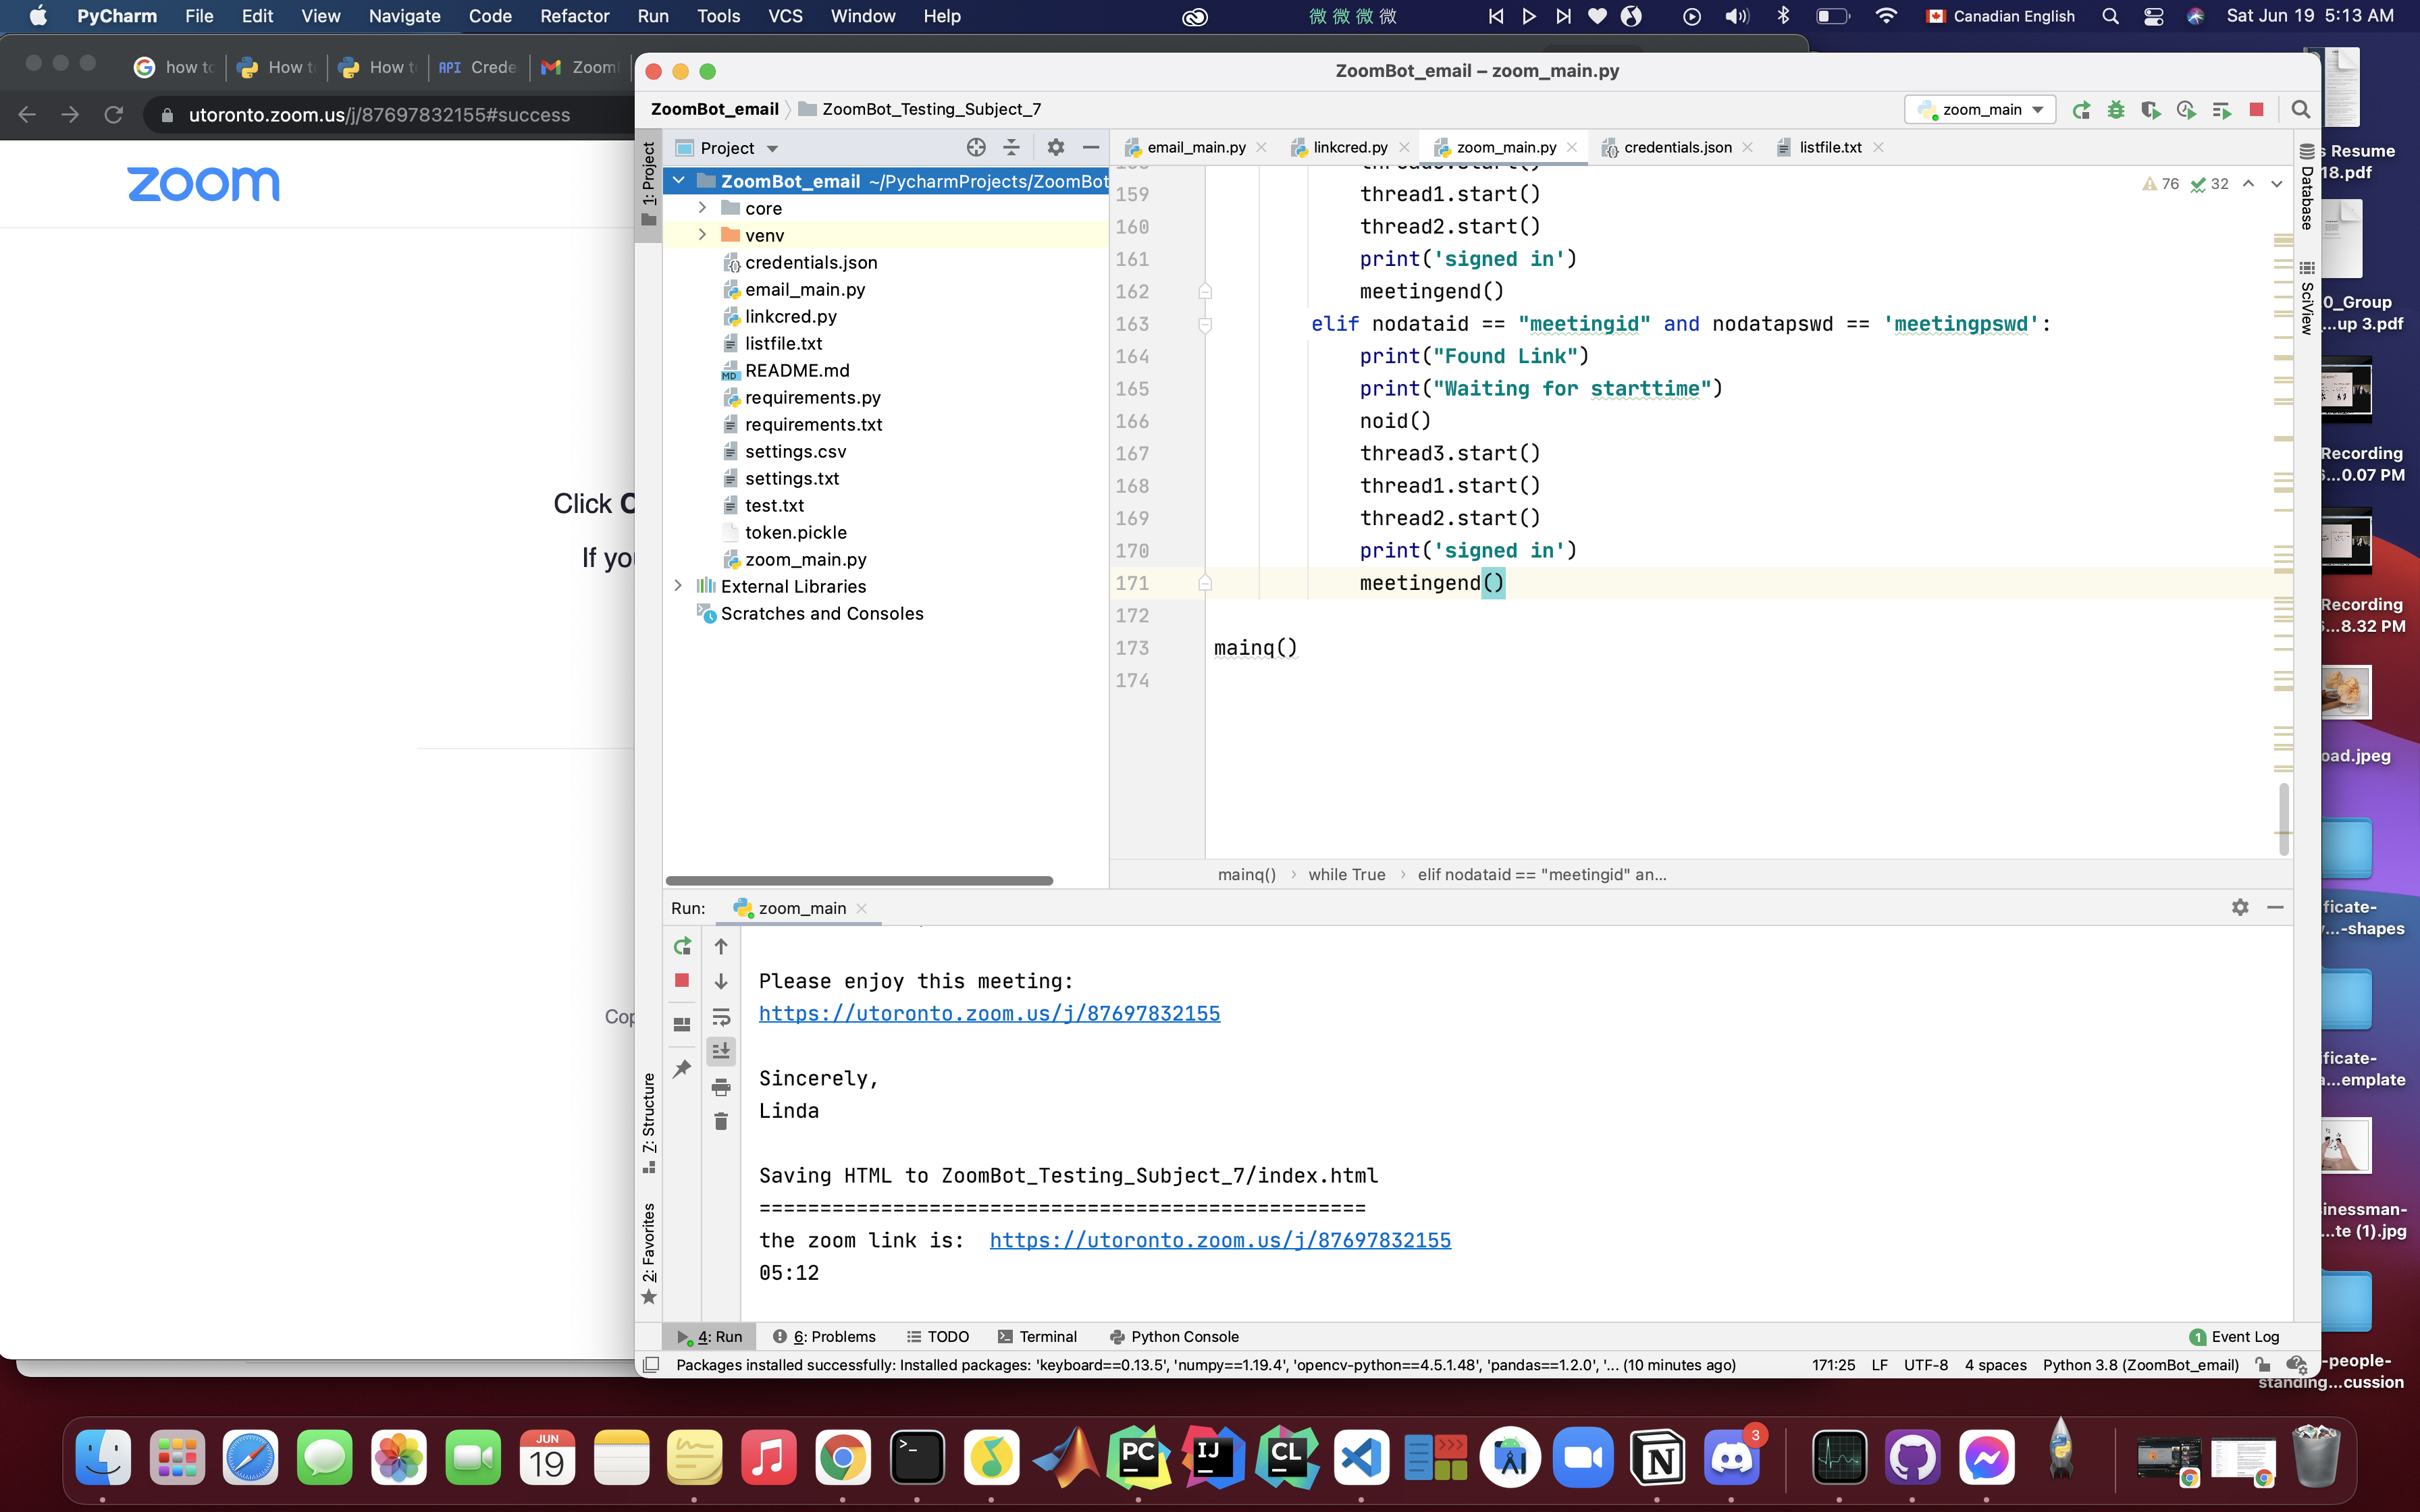 PyCharm File Edit View Navigate Code Refactor Run Tools VCS Window Help 微 微 微 微 Canadian English Sat Jun 19 5:13 AM
how to How t How t API Crede Zoom
utoronto.zoom.us/j/87697832155#success
zoom
Click
If you
ZoomBot_email – zoom_main.py
ZoomBot_email ZoomBot_Testing_Subject_7 zoom_main
1: Project
Project
ZoomBot_email ~/PycharmProjects/ZoomBot
core
venv
credentials.json
email_main.py
linkcred.py
listfile.txt
README.md
requirements.py
requirements.txt
settings.csv
settings.txt
test.txt
token.pickle
zoom_main.py
External Libraries
Scratches and Consoles
email_main.py linkcred.py zoom_main.py credentials.json listfile.txt
76 32
159 thread1.start()
160 thread2.start()
161 print('signed in')
162 meetingend()
163 elif nodataid == "meetingid" and nodatapswd == 'meetingpswd':
164 print("Found Link")
165 print("Waiting for starttime")
166 noid()
167 thread3.start()
168 thread1.start()
169 thread2.start()
170 print('signed in')
171 meetingend()
172
173 mainq()
174
mainq() › while True › elif nodataid == "meetingid" an...
Database
SciView
Run: zoom_main
Please enjoy this meeting:
https://utoronto.zoom.us/j/87697832155
Sincerely,
Linda
Saving HTML to ZoomBot_Testing_Subject_7/index.html
==================================================
the zoom link is: https://utoronto.zoom.us/j/87697832155
05:12
7: Structure
2: Favorites
4: Run 6: Problems TODO Terminal Python Console 1 Event Log
Packages installed successfully: Installed packages: 'keyboard==0.13.5', 'numpy==1.19.4', 'opencv-python==4.5.1.48', 'pandas==1.2.0', '... (10 minutes ago) 171:25 LF UTF-8 4 spaces Python 3.8 (ZoomBot_email)
s Resume
18.pdf
0_Group
...up 3.pdf
Recording
...0.07 PM
Recording
...8.32 PM
oad.jpeg
ficate-
...-shapes
ficate-
...emplate
inessman-
...te (1).jpg
-people-
standing...cussion
JUN
19
PC
IJ
CL
3